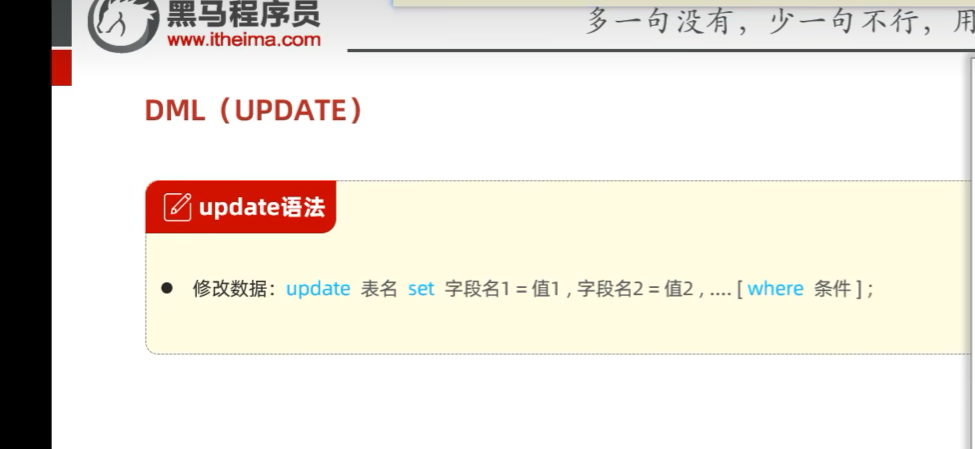 黑马程序员
www.itheima.com
多一句没有，少一句不行，用
DML（UPDATE）
update语法
● 修改数据：update 表名 set 字段名1 = 值1 , 字段名2 = 值2 , .... [ where 条件 ] ;